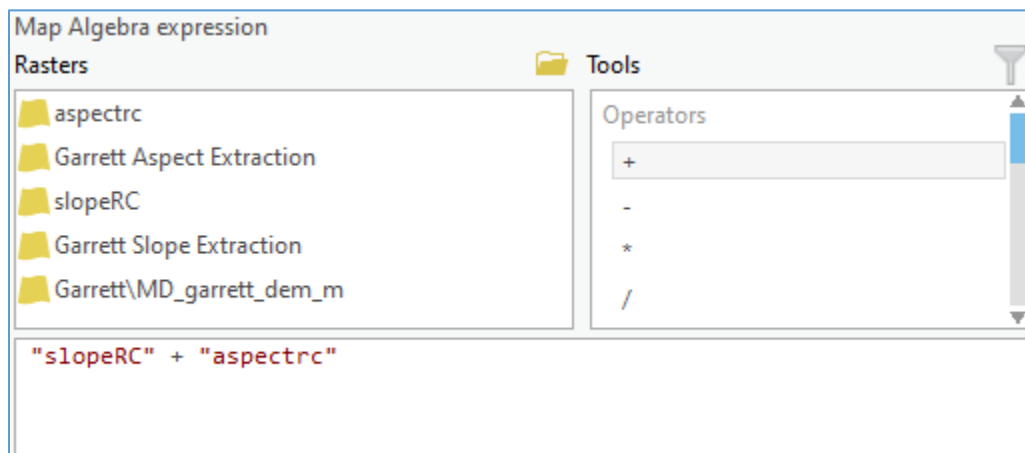 Map Algebra expression
Rasters
Tools
aspectrc
Garrett Aspect Extraction
slopeRC
Garrett Slope Extraction
Garrett\MD_garrett_dem_m
Operators
+
-
*
/
"slopeRC" + "aspectrc"